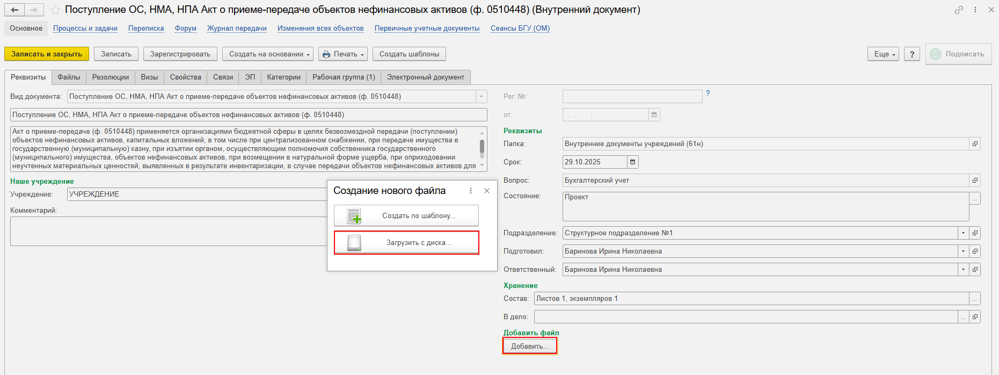 Поступление ОС, НМА, НПА Акт о приеме-передаче объектов нефинансовых активов (ф. 0510448) (Внутренний документ)
Основное Процессы и задачи Переписка Форум Журнал передачи Изменения всех объектов Первичные учетные документы Сеансы БГУ (ОМ)
Записать и закрыть Записать Зарегистрировать Создать на основании Печать Создать шаблоны Еще ? Подписать
Реквизиты Файлы Резолюции Визы Свойства Связи ЭП Категории Рабочая группа (1) Электронный документ
Вид документа: Поступление ОС, НМА, НПА Акт о приеме-передаче объектов нефинансовых активов (ф. 0510448)
Поступление ОС, НМА, НПА Акт о приеме-передаче объектов нефинансовых активов (ф. 0510448)
Акт о приеме-передаче (ф. 0510448) применяется организациями бюджетной сферы в целях безвозмездной передачи (поступлении)
объектов нефинансовых активов, капитальных вложений, в том числе при централизованном снабжении, при передаче имущества в
государственную (муниципальную) казну, при изъятии органом, осуществляющим полномочия собственника государственного
(муниципального) имущества, объектов нефинансовых активов, при возмещении в натуральной форме ущерба, при оприходовании
неучтенных материальных ценностей, выявленных в результате инвентаризации, в случае передачи объектов нефинансовых активов для
Наше учреждение
Учреждение: УЧРЕЖДЕНИЕ
Комментарий:
Создание нового файла
Создать по шаблону...
Загрузить с диска...
Рег. №: ?
от: . . :
Реквизиты
Папка: Внутренние документы учреждений (61н)
Срок: 29.10.2025
Вопрос: Бухгалтерский учет
Состояние: Проект ...
Подразделение: Структурное подразделение №1
Подготовил: Баринова Ирина Николаевна
Ответственный: Баринова Ирина Николаевна
Хранение
Состав: Листов 1, экземпляров 1 ...
В дело: ...
Добавить файл
Добавить...